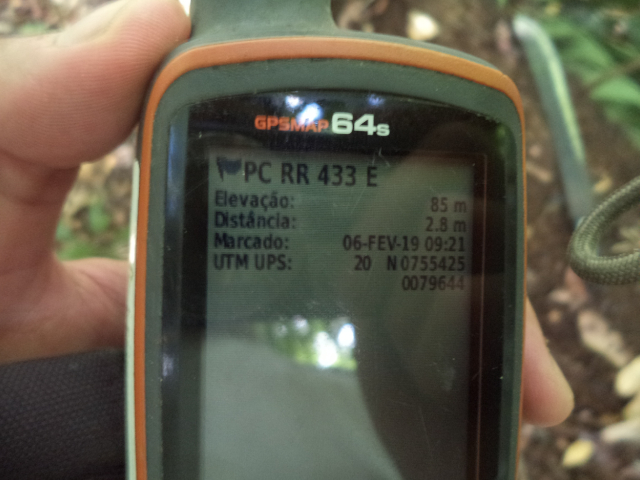 GPSMAP 64s
PC RR 433 E
Elevação: 85 m
Distância: 2.8 m
Marcado: 06-FEV-19 09:21
UTM UPS: 20 N 0755425
0079644